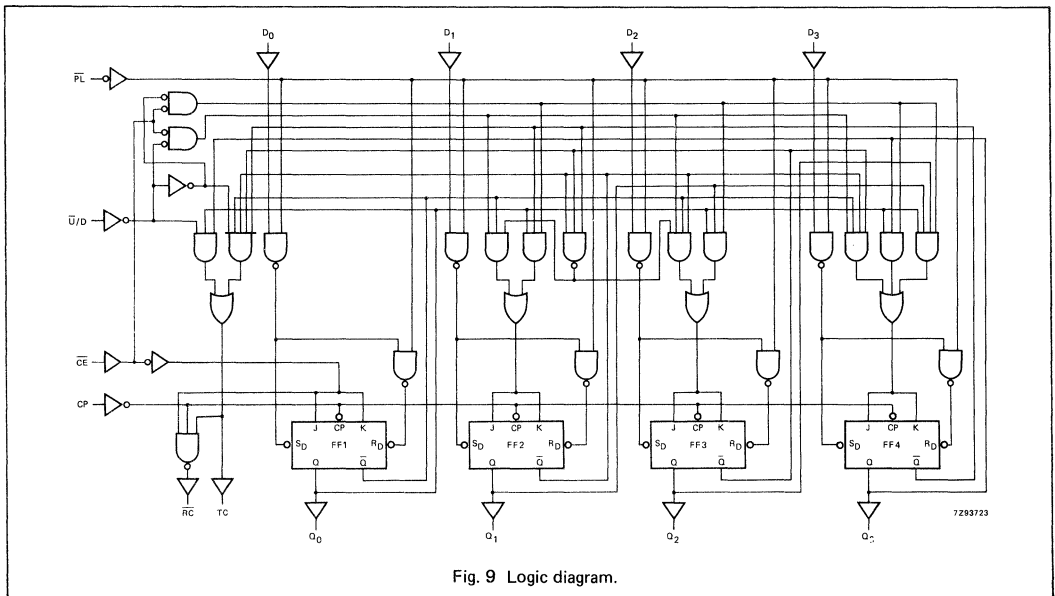 D0 D1 D2 D3
PL
U/D
CE
CP
J CP K J CP K J CP K J CP K
SD FF1 RD SD FF2 RD SD FF3 RD SD FF4 RD
Q Q Q Q Q Q Q Q
RC TC
Q0 Q1 Q2 Q3
7Z93723
Fig. 9 Logic diagram.